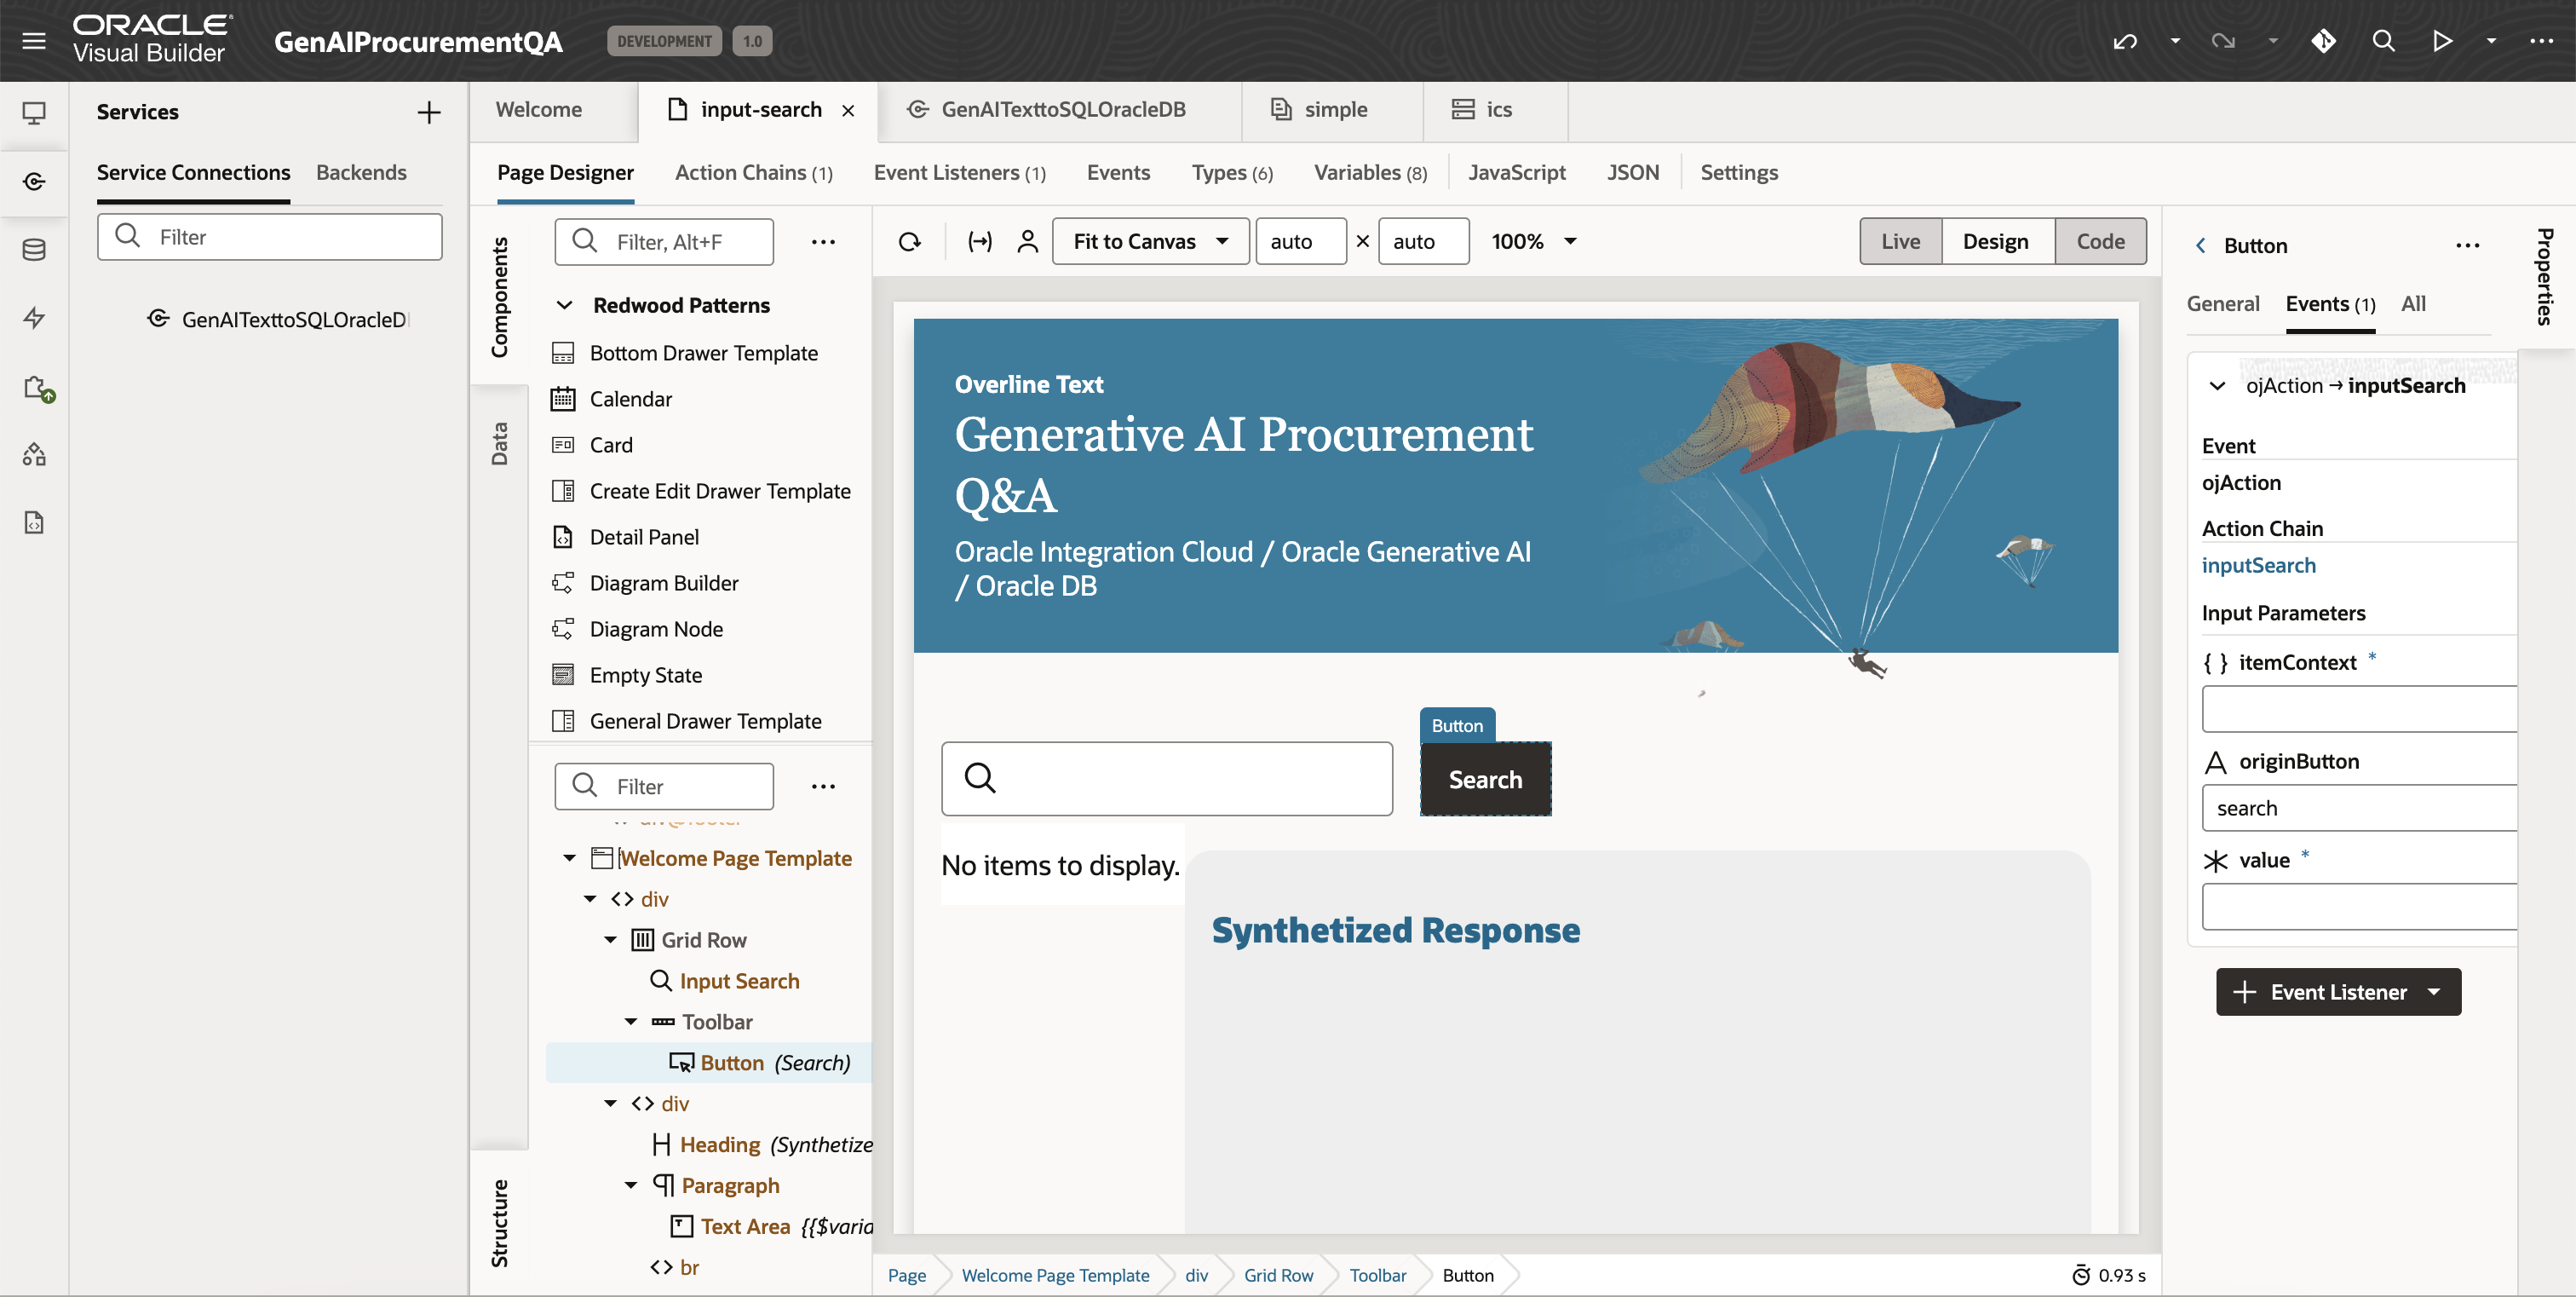 ORACLE
Visual Builder
GenAIProcurementQA
DEVELOPMENT
1.0
Services
Service Connections
Backends
Filter
GenAITexttoSQLOracleD
Welcome
input-search
GenAITexttoSQLOracleDB
simple
ics
Page Designer
Action Chains (1)
Event Listeners (1)
Events
Types (6)
Variables (8)
JavaScript
JSON
Settings
Components
Data
Structure
Filter, Alt+F
Redwood Patterns
Bottom Drawer Template
Calendar
Card
Create Edit Drawer Template
Detail Panel
Diagram Builder
Diagram Node
Empty State
General Drawer Template
Filter
Welcome Page Template
div
Grid Row
Input Search
Toolbar
Button (Search)
div
Heading (Synthetize
Paragraph
Text Area {{$varia
br
Fit to Canvas
auto
×
auto
100%
Live
Design
Code
Overline Text
Generative AI Procurement
Q&A
Oracle Integration Cloud / Oracle Generative AI
/ Oracle DB
Button
Search
No items to display.
Synthetized Response
Page
Welcome Page Template
div
Grid Row
Toolbar
Button
0.93 s
Properties
Button
General
Events (1)
All
ojAction → inputSearch
Event
ojAction
Action Chain
inputSearch
Input Parameters
{ } itemContext *
A originButton
search
value *
Event Listener